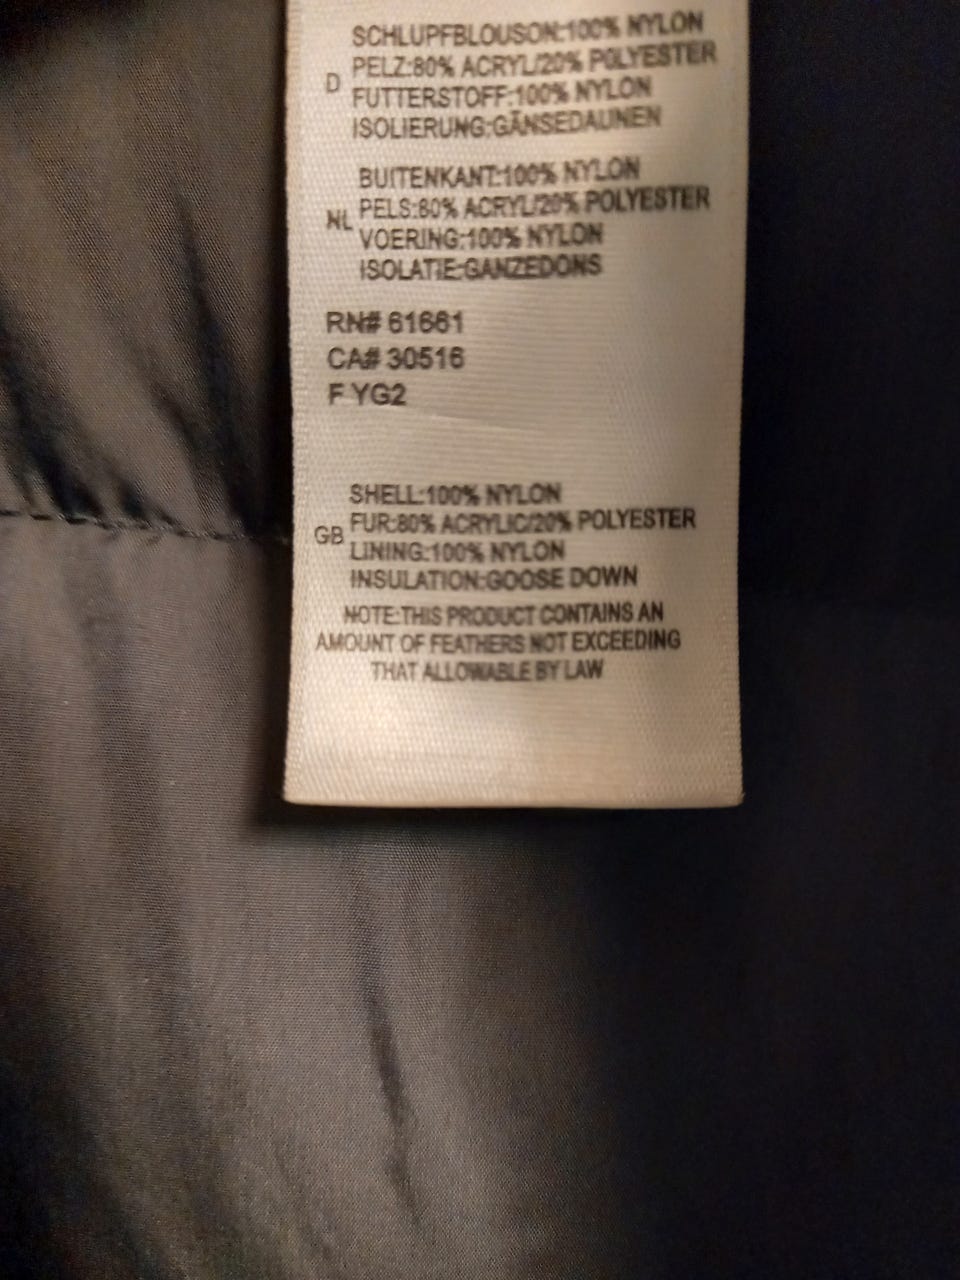 SCHLUPFBLOUSON:100% NYLON
D PELZ:80% ACRYL/20% POLYESTER
FUTTERSTOFF:100% NYLON
ISOLIERUNG:GÄNSEDAUNEN
BUITENKANT:100% NYLON
NL PELS:80% ACRYL/20% POLYESTER
VOERING:100% NYLON
ISOLATIE:GANZEDONS
RN# 61661
CA# 30516
F YG2
SHELL:100% NYLON
GB FUR:80% ACRYLIC/20% POLYESTER
LINING:100% NYLON
INSULATION:GOOSE DOWN
NOTE:THIS PRODUCT CONTAINS AN
AMOUNT OF FEATHERS NOT EXCEEDING
THAT ALLOWABLE BY LAW